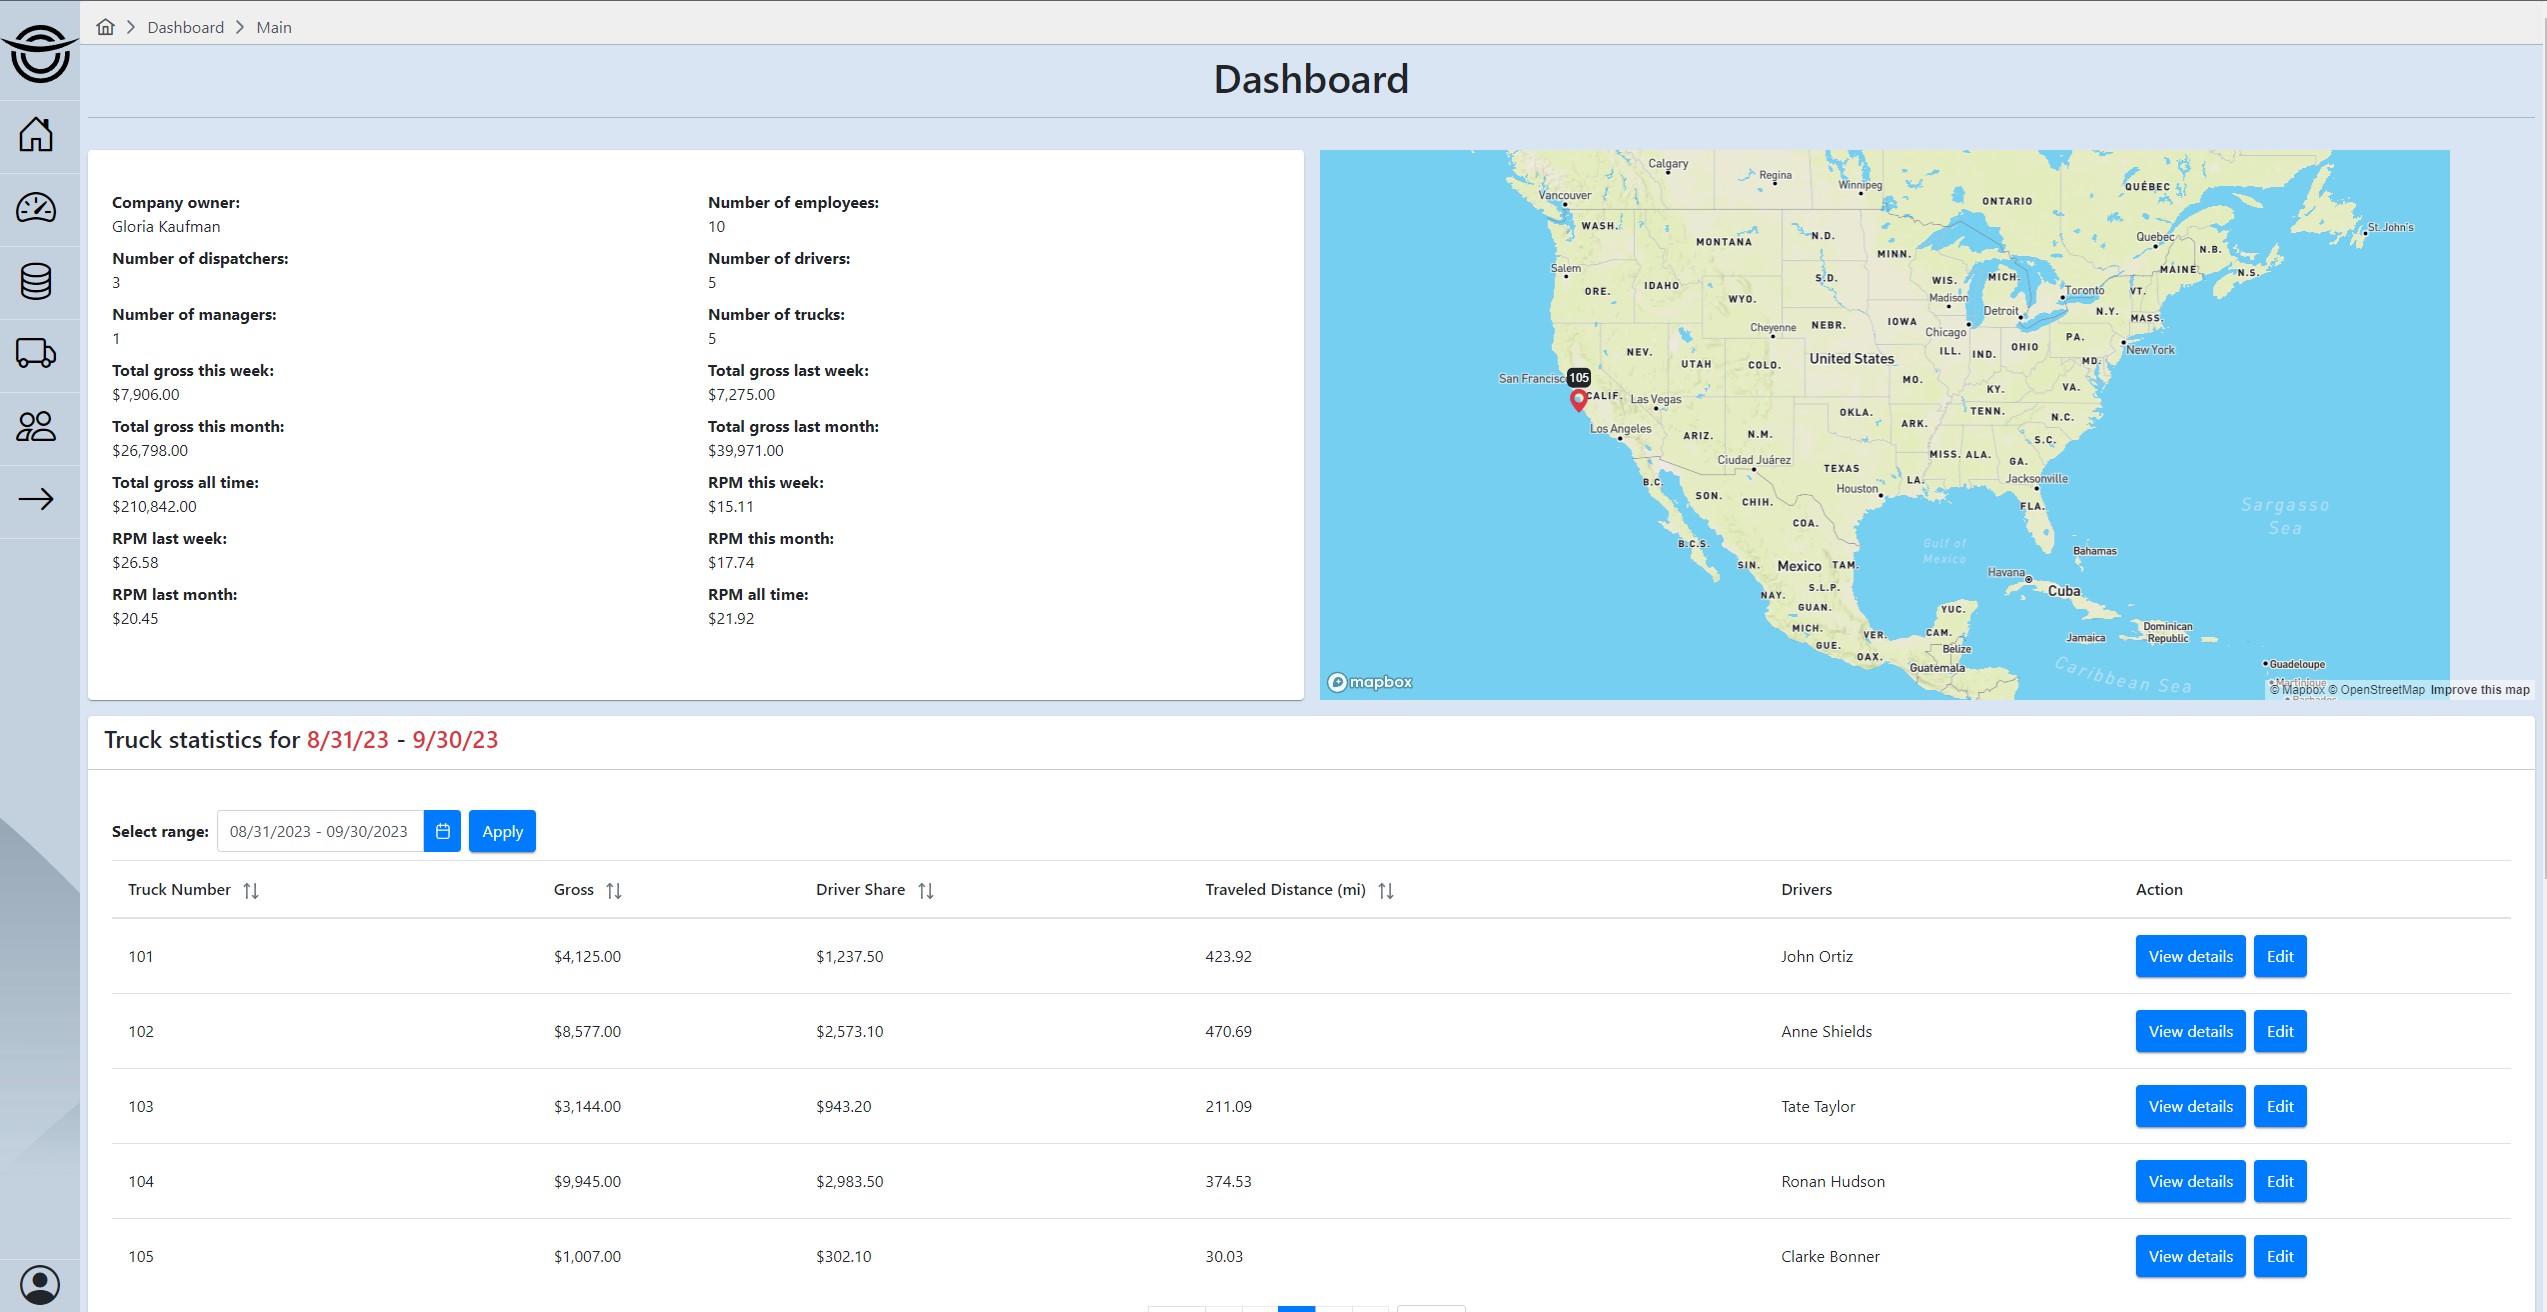 Dashboard
Main
Dashboard
Company owner:
Gloria Kaufman
Number of employees:
10
Number of dispatchers:
3
Number of drivers:
5
Number of managers:
1
Number of trucks:
5
Total gross this week:
$7,906.00
Total gross last week:
$7,275.00
Total gross this month:
$26,798.00
Total gross last month:
$39,971.00
Total gross all time:
$210,842.00
RPM this week:
$15.11
RPM last week:
$26.58
RPM this month:
$17.74
RPM last month:
$20.45
RPM all time:
$21.92
Calgary
Regina
Winnipeg
Vancouver
QUÉBEC
ONTARIO
WASH.
MONTANA
N.D.
MINN.
Quebec
St. John's
N.B.
MAINE
N.S.
Salem
ORE.
IDAHO
WYO.
S.D.
WIS.
MICH.
Madison
Toronto
VT.
Detroit
N.Y.
MASS.
Cheyenne
NEBR.
IOWA
Chicago
PA.
NEV.
UTAH
COLO.
United States
ILL.
IND.
OHIO
MD.
New York
San Francisco
105
CALIF.
Las Vegas
MO.
KY.
VA.
OKLA.
ARK.
TENN.
N.C.
Los Angeles
ARIZ.
N.M.
S.C.
Ciudad Juárez
TEXAS
MISS.
ALA.
GA.
B.C.
SON.
CHIH.
Houston
LA.
Jacksonville
FLA.
Sargasso
Sea
COA.
B.C.S.
Gulf of
Mexico
Bahamas
SIN.
Mexico
TAM.
Havana
Cuba
S.L.P.
NAY.
GUAN.
YUC.
MICH.
VER.
CAM.
Jamaica
Dominican
Republic
GUE.
OAX.
Belize
Guatemala
Caribbean Sea
Guadeloupe
Martinique
Barbados
mapbox
© Mapbox © OpenStreetMap Improve this map
Truck statistics for 8/31/23 - 9/30/23
Select range: 08/31/2023 - 09/30/2023 Apply
Truck Number Gross Driver Share Traveled Distance (mi) Drivers Action
101 $4,125.00 $1,237.50 423.92 John Ortiz View details Edit
102 $8,577.00 $2,573.10 470.69 Anne Shields View details Edit
103 $3,144.00 $943.20 211.09 Tate Taylor View details Edit
104 $9,945.00 $2,983.50 374.53 Ronan Hudson View details Edit
105 $1,007.00 $302.10 30.03 Clarke Bonner View details Edit